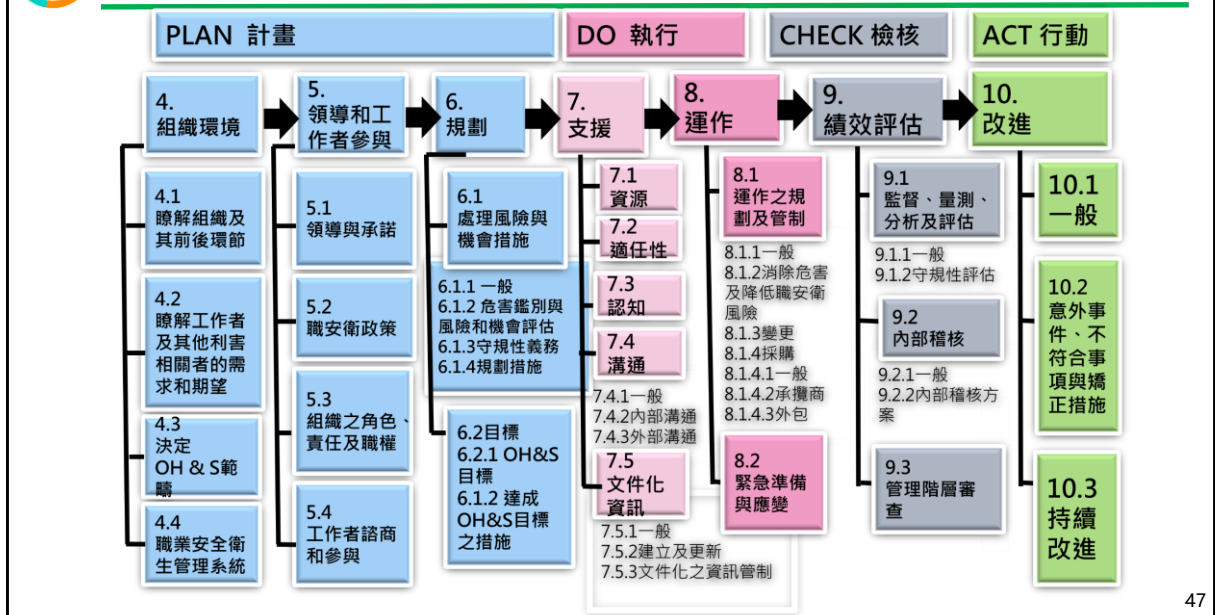 PLAN 計畫
DO 執行
CHECK 檢核
ACT 行動
4.
組織環境
5.
領導和工
作者參與
6.
規劃
7.
支援
8.
運作
9.
績效評估
10.
改進
4.1
瞭解組織及
其前後環節
4.2
瞭解工作者
及其他利害
相關者的需
求和期望
4.3
決定
OH & S範
疇
4.4
職業安全衛
生管理系統
5.1
領導與承諾
5.2
職安衛政策
5.3
組織之角色、
責任及職權
5.4
工作者諮商
和參與
6.1
處理風險與
機會措施
6.1.1 一般
6.1.2 危害鑑別與
風險和機會評估
6.1.3守規性義務
6.1.4規劃措施
6.2目標
6.2.1 OH&S
目標
6.1.2 達成
OH&S目標
之措施
7.1
資源
7.2
適任性
7.3
認知
7.4
溝通
7.4.1一般
7.4.2內部溝通
7.4.3外部溝通
7.5
文件化
資訊
7.5.1一般
7.5.2建立及更新
7.5.3文件化之資訊管制
8.1
運作之規
劃及管制
8.1.1一般
8.1.2消除危害
及降低職安衛
風險
8.1.3變更
8.1.4採購
8.1.4.1一般
8.1.4.2承攬商
8.1.4.3外包
8.2
緊急準備
與應變
9.1
監督、量測、
分析及評估
9.1.1一般
9.1.2守規性評估
9.2
內部稽核
9.2.1一般
9.2.2內部稽核方
案
9.3
管理階層審
查
10.1
一般
10.2
意外事
件、不
符合事
項與矯
正措施
10.3
持續
改進
47